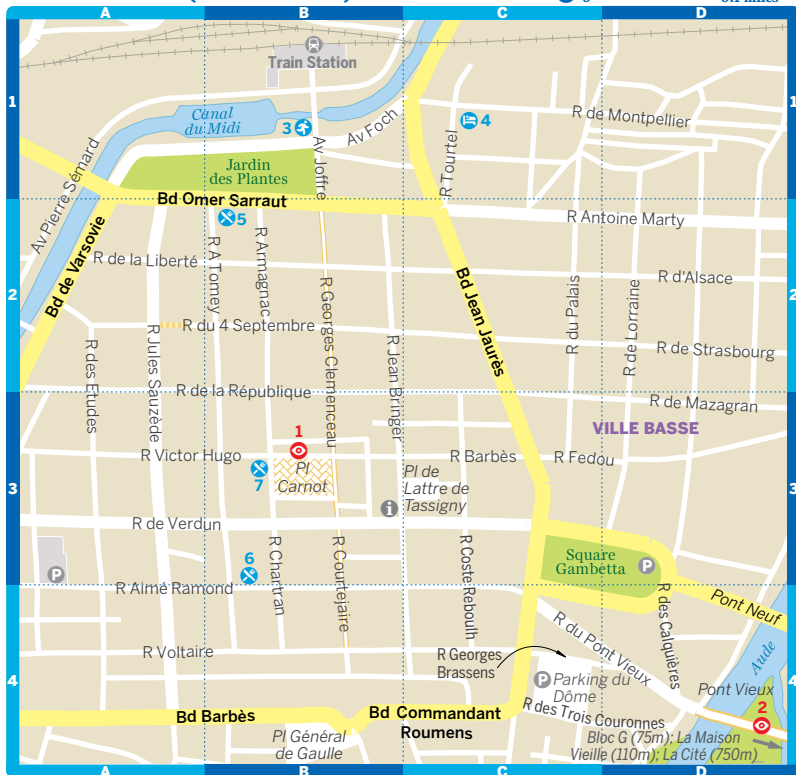 A
B
C
D
1
Train Station
1
Canal
du Midi
3
Av Foch
4
R de Montpellier
Av Pierre Sémard
Jardin
des Plantes
Av Joffre
R Tourtel
Bd Omer Sarraut
5
R Antoine Marty
Bd de Varsovie
R de la Liberté
R A Tomey
R Armagnac
R d'Alsace
2
2
R Georges Clemenceau
Bd Jean Jaurès
R du Palais
R de Lorraine
R du 4 Septembre
R Jean Bringer
R de Strasbourg
R des Etudes
R Jules Sauzède
R de la République
R de Mazagran
1
VILLE BASSE
R Victor Hugo
7
Pl
Carnot
R Barbès
R Fedou
3
3
Pl de
Lattre de
Tassigny
R de Verdun
6
P
R Chartran
R Courtejaire
R Coste Reboulh
Square
Gambetta
P
R Aimé Ramond
R des Calquières
Pont Neuf
R du Pont Vieux
R Voltaire
R Georges
Brassens
Aude
4
4
P
Parking du
Dôme
Pont Vieux
2
Bd Barbès
Bd Commandant
Roumens
R des Trois Couronnes
Pl Général
de Gaulle
Bloc G (75m); La Maison
Vieille (110m); La Cité (750m)
A
B
C
D